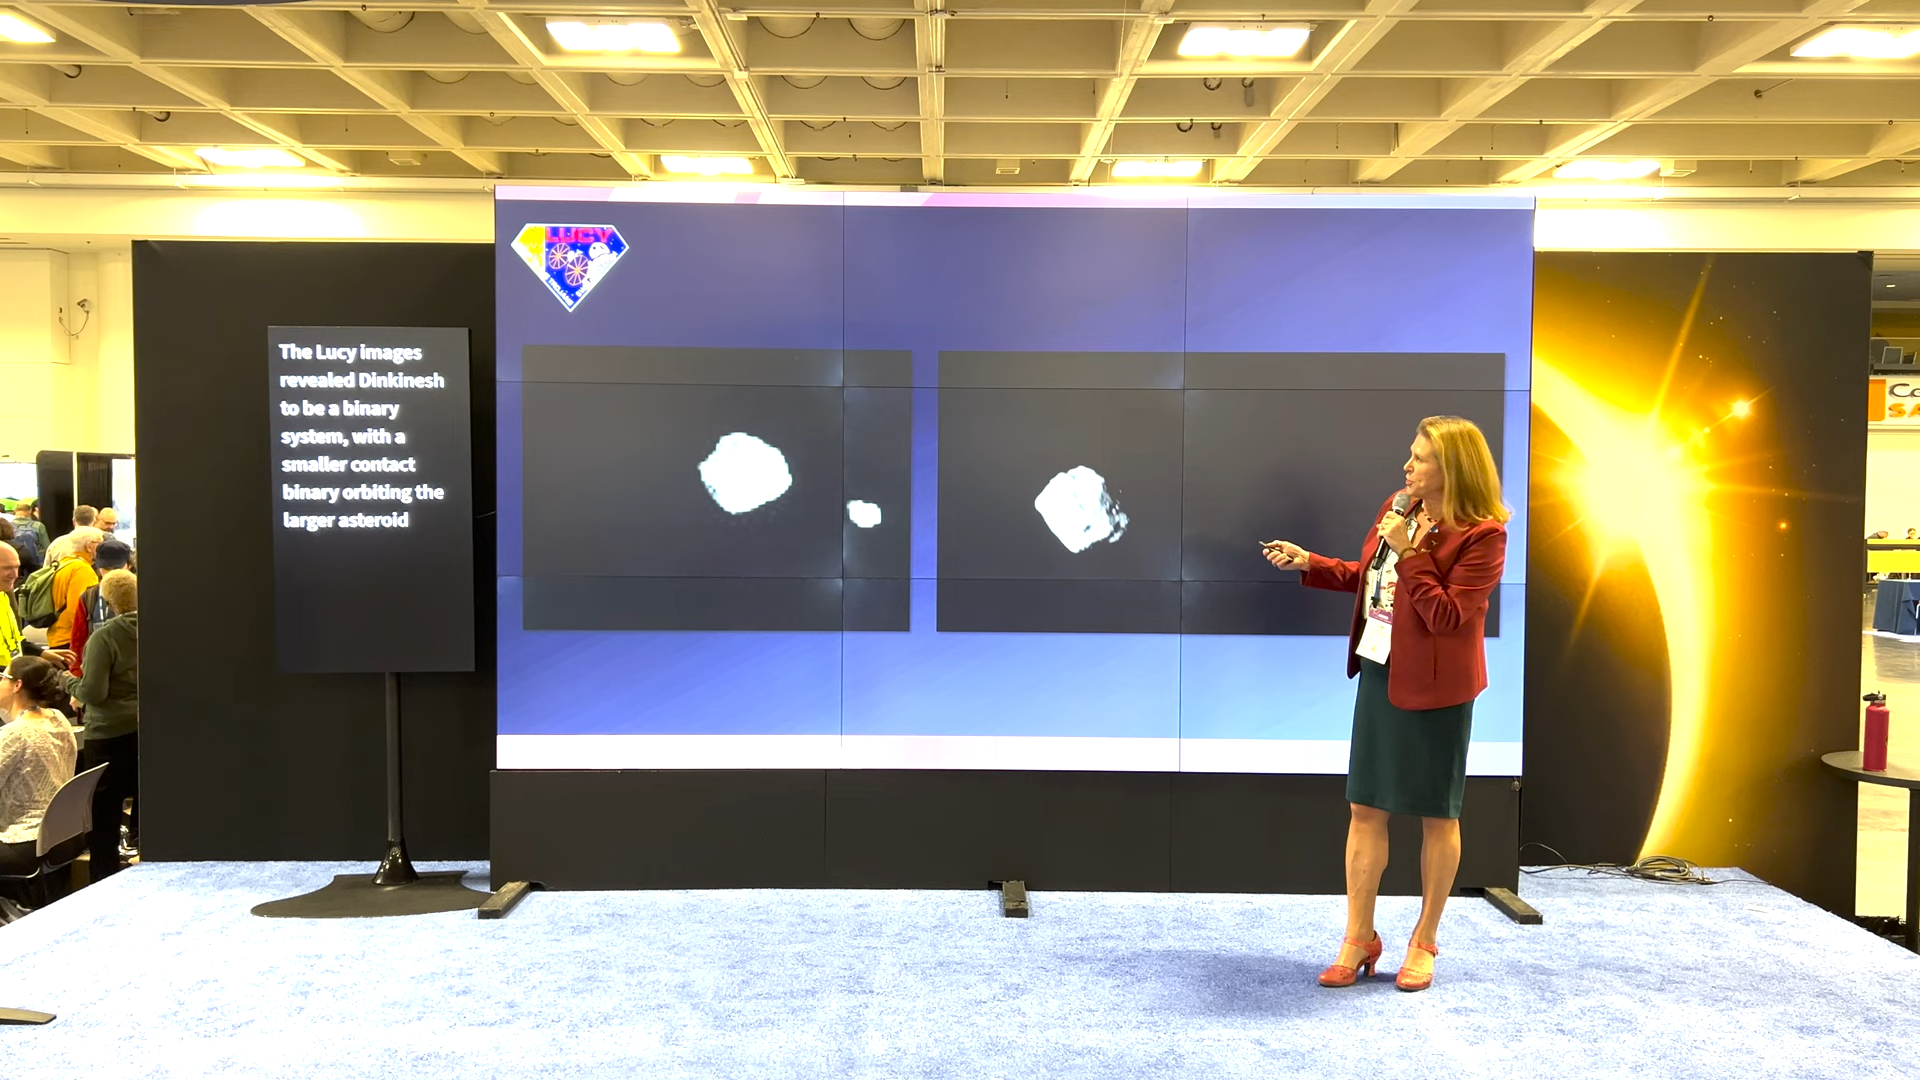 The Lucy images
revealed Dinkinesh
to be a binary
system, with a
smaller contact
binary orbiting the
larger asteroid
LUCY